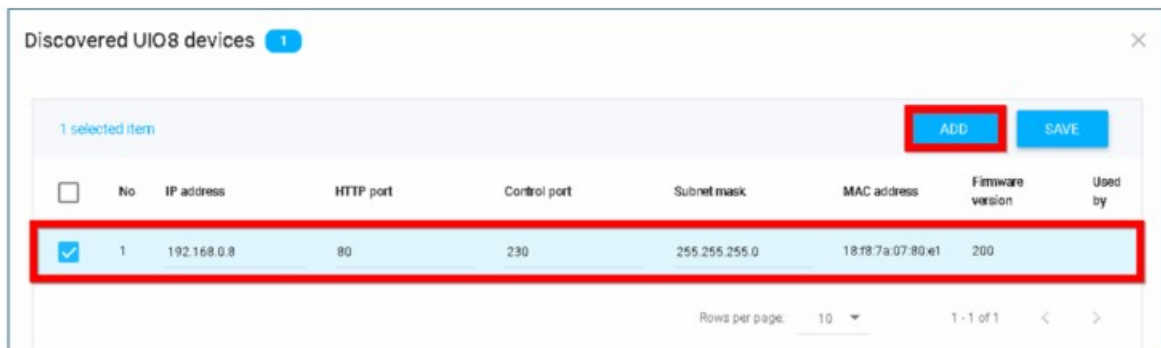 Discovered UIO8 devices 1
1 selected item ADD SAVE
No IP address HTTP port Control port Subnet mask MAC address Firmware version Used by
1 192.168.0.8 80 230 255.255.255.0 18:f8:7a:07:80:e1 200
Rows per page: 10 1 - 1 of 1